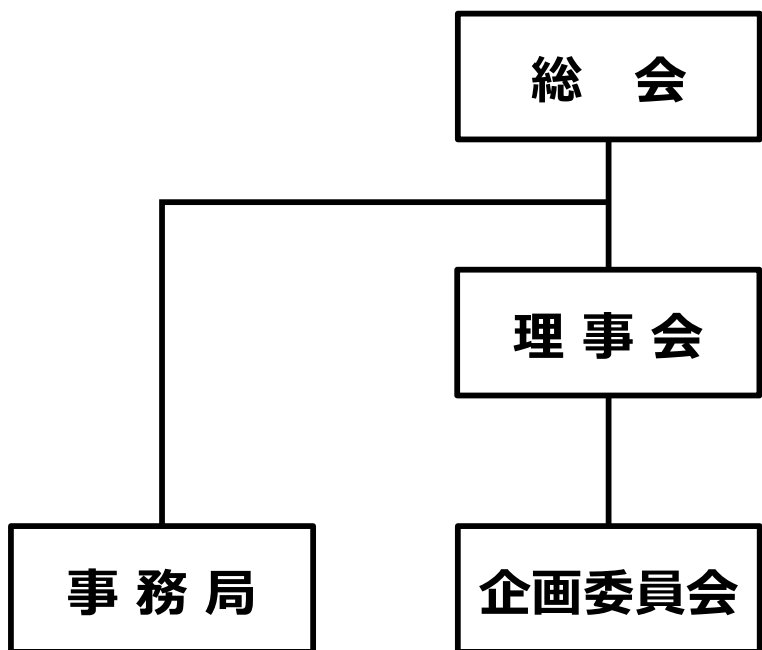 総　会
理 事 会
事 務 局
企画委員会